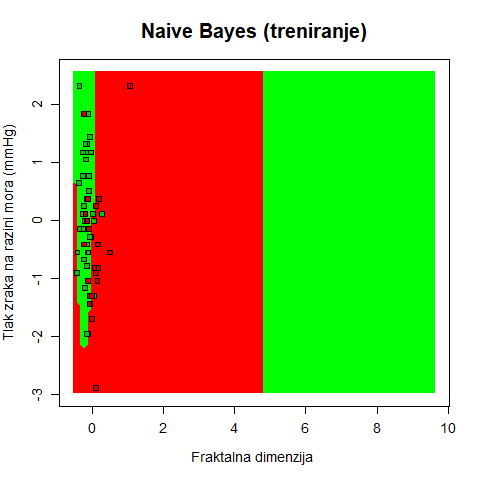 Naive Bayes (treniranje)
Tlak zraka na razini mora (mmHg)
2
1
0
-1
-2
-3
0 2 4 6 8 10
Fraktalna dimenzija